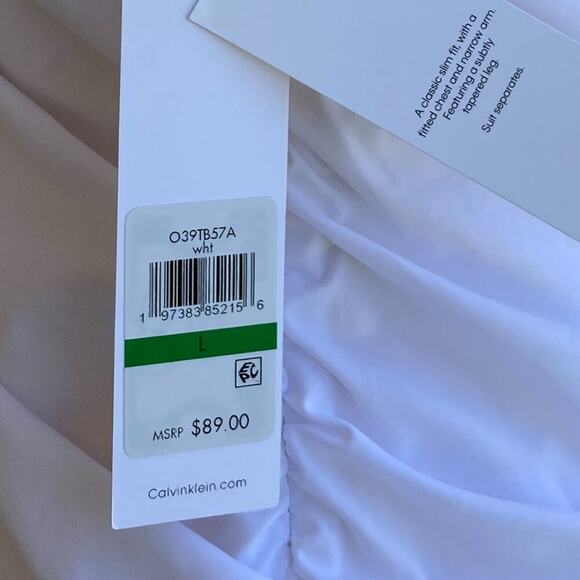 A classic slim fit, with a
fitted chest and narrow arm.
Featuring a subtly
tapered leg.
Suit separates.
O39TB57A
wht
1 97383 85215 6
L
EPC
MSRP $89.00
Calvinklein.com